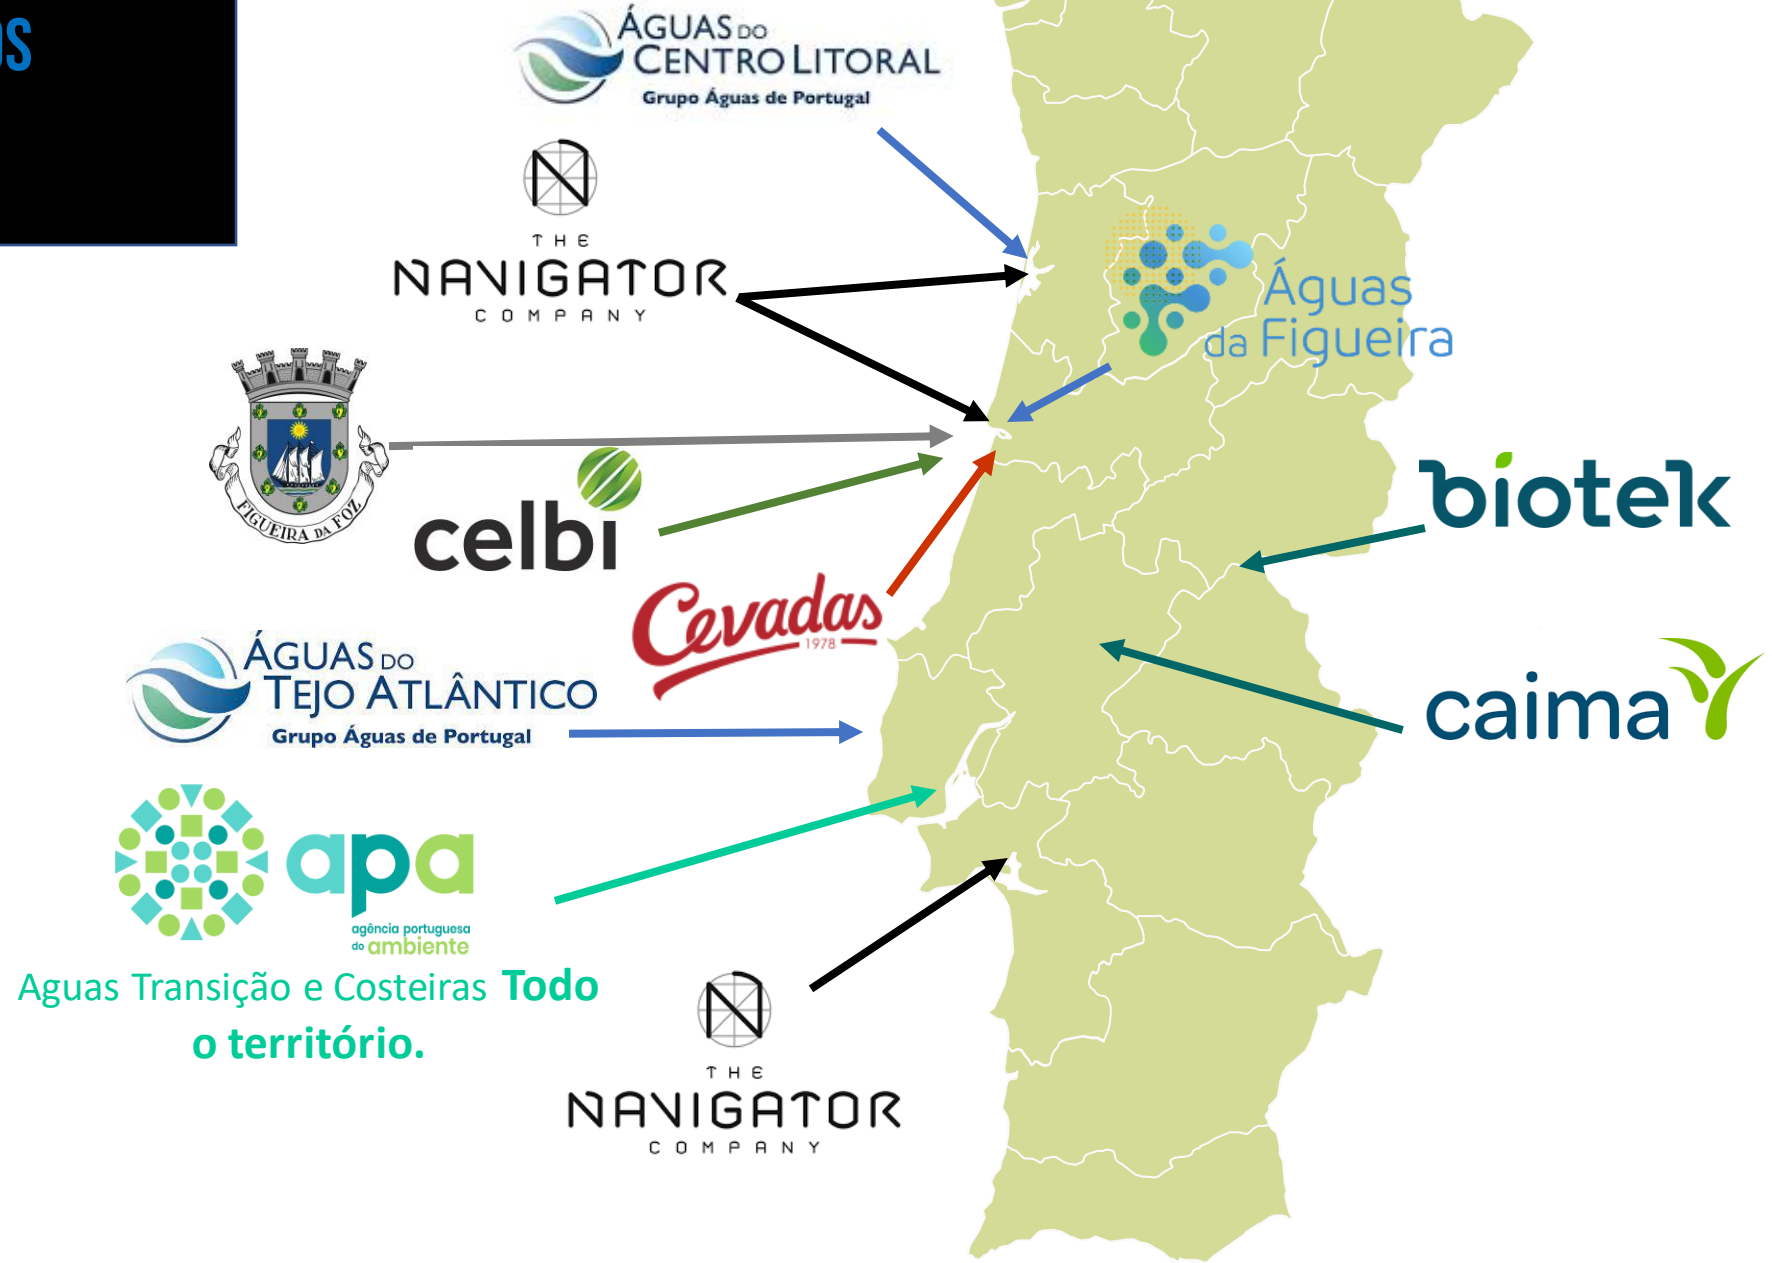 OS
ÁGUAS DO
CENTRO LITORAL
Grupo Águas de Portugal
THE
NAVIGATOR
COMPANY
Águas
da Figueira
FIGUEIRA DA FOZ
celbi
biotek
Cevadas
1978
ÁGUAS DO
TEJO ATLÂNTICO
Grupo Águas de Portugal
caima
apa
agência portuguesa
do ambiente
Aguas Transição e Costeiras Todo
o território.
THE
NAVIGATOR
COMPANY